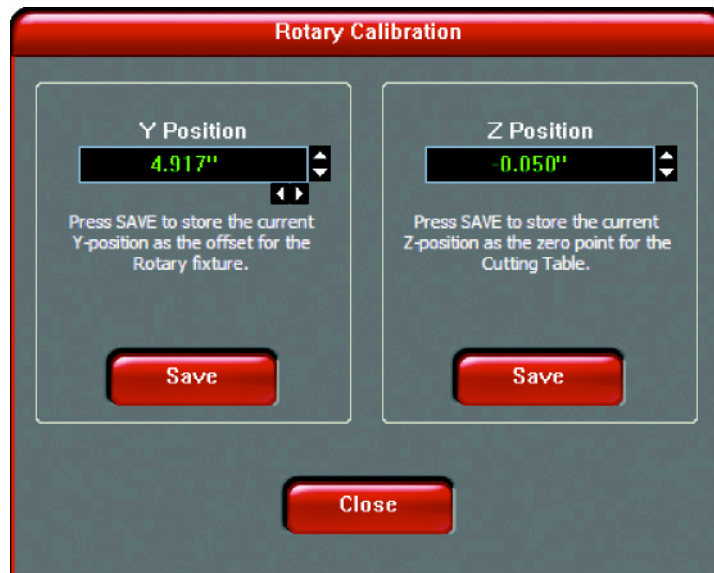 Rotary Calibration
Y Position
4.917"
Press SAVE to store the current
Y-position as the offset for the
Rotary fixture.
Save
Z Position
-0.050"
Press SAVE to store the current
Z-position as the zero point for the
Cutting Table.
Save
Close